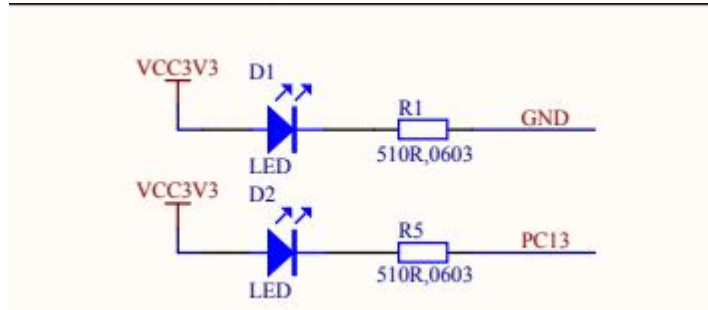 VCC3V3
D1
LED
R1
510R,0603
GND
VCC3V3
D2
LED
R5
510R,0603
PC13